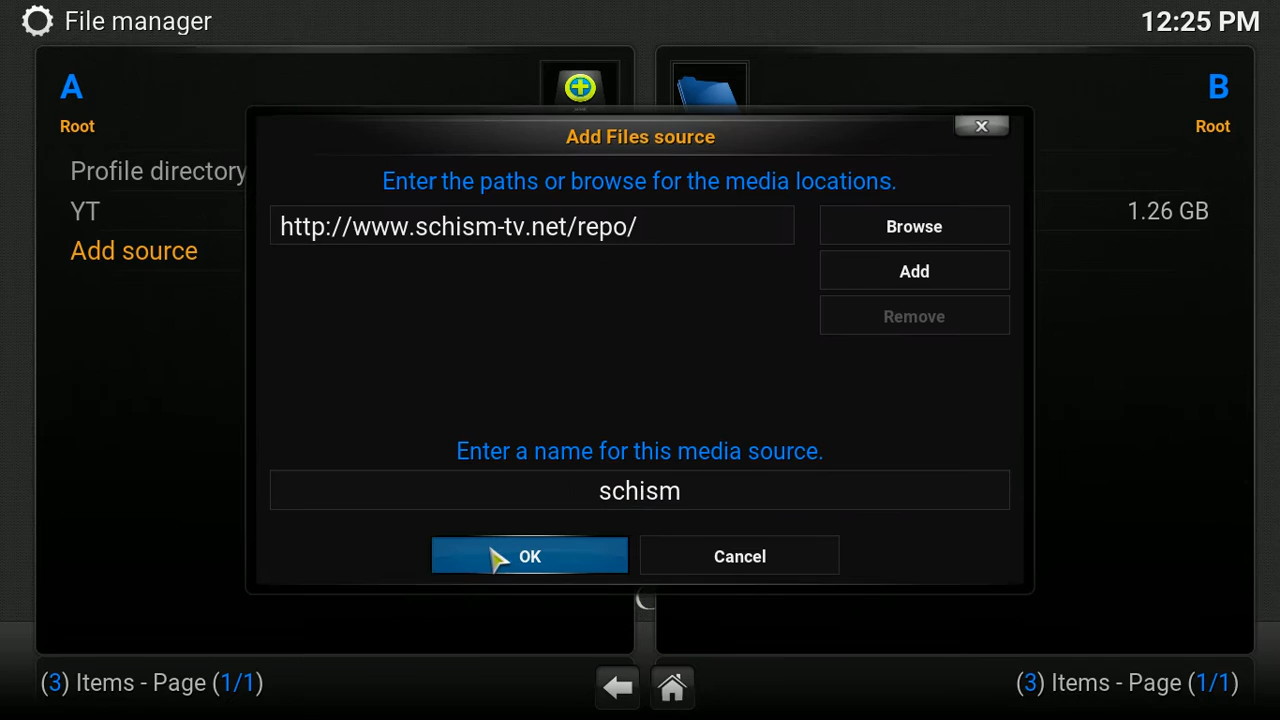 File manager
12:25 PM
A
B
Root
Root
Add Files source
X
Enter the paths or browse for the media locations.
Profile directory
http://www.schism-tv.net/repo/
Browse
YT
1.26 GB
Add source
Add
Remove
Enter a name for this media source.
schism
OK
Cancel
(3) Items - Page (1/1)
(3) Items - Page (1/1)